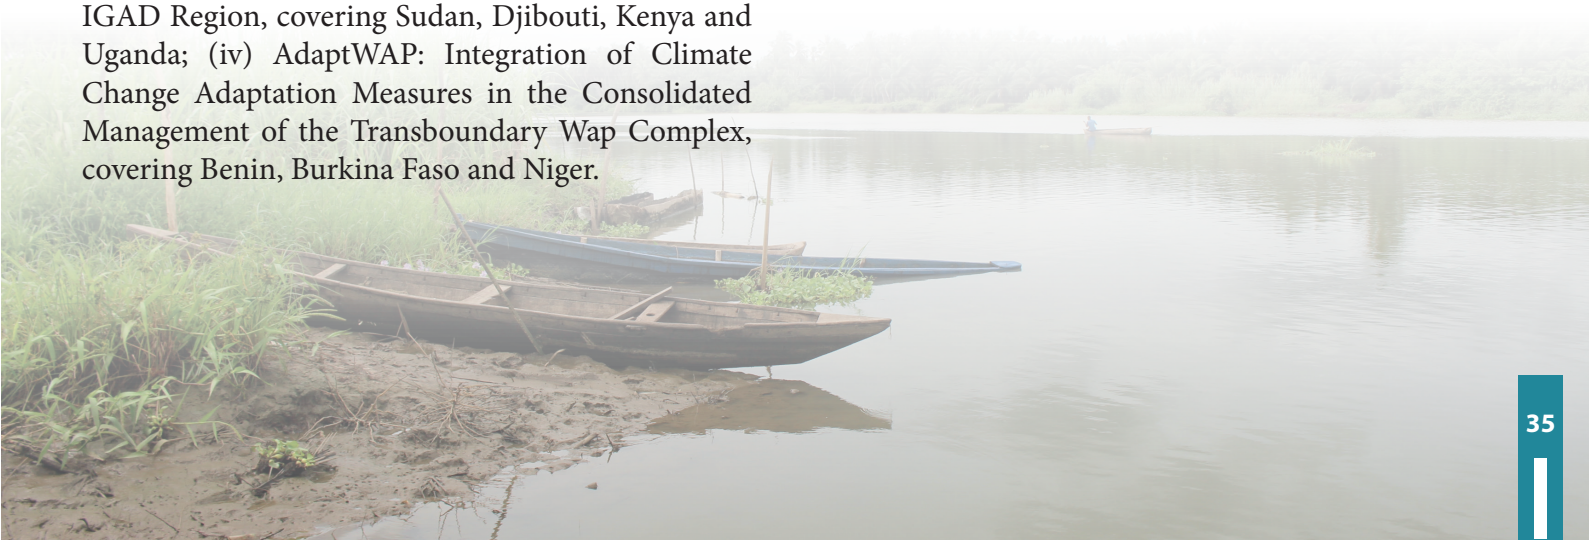 IGAD Region, covering Sudan, Djibouti, Kenya and
Uganda; (iv) AdaptWAP: Integration of Climate
Change Adaptation Measures in the Consolidated
Management of the Transboundary Wap Complex,
covering Benin, Burkina Faso and Niger.
35